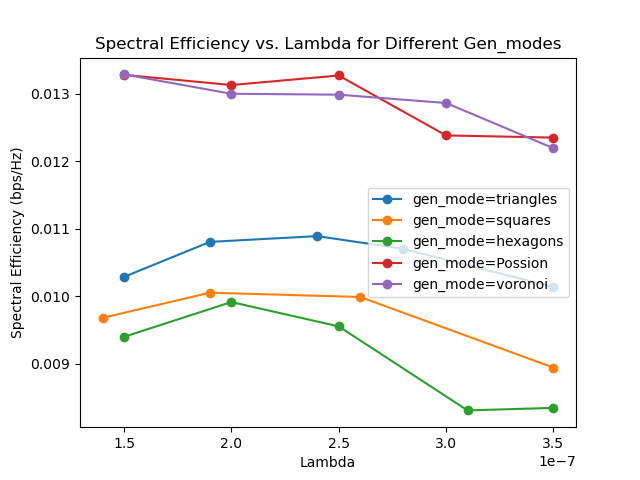 Spectral Efficiency vs. Lambda for Different Gen_modes
Spectral Efficiency (bps/Hz)
0.013
0.012
0.011
0.010
0.009
gen_mode=triangles
gen_mode=squares
gen_mode=hexagons
gen_mode=Possion
gen_mode=voronoi
1.5 2.0 2.5 3.0 3.5
1e−7
Lambda